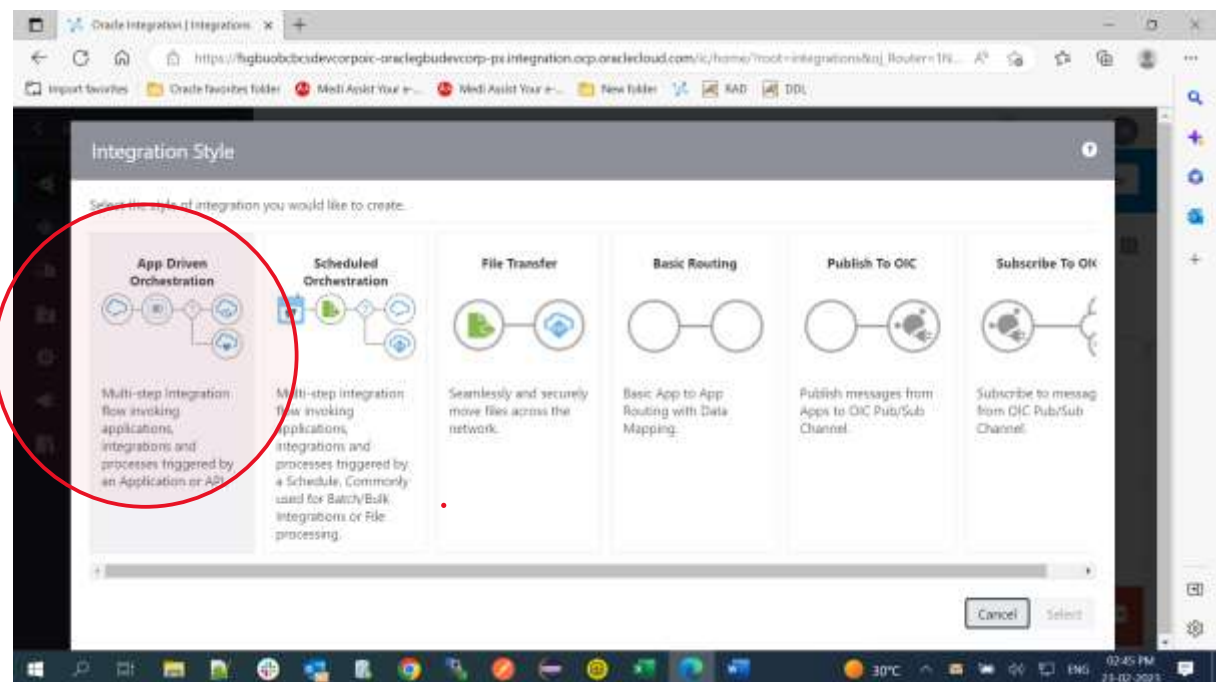 Oracle Integration | Integrations
Import favorites
Oracle favorites folder
Medi Assist Your e-...
Medi Assist Your e-...
New folder
RAD
DDL
Integration Style
Select the style of integration you would like to create.
App Driven
Orchestration
Multi-step integration
flow invoking
applications,
integrations and
processes triggered by
an Application or API.
Scheduled
Orchestration
Multi-step integration
flow invoking
applications,
integrations and
processes triggered by
a Schedule. Commonly
used for Batch/Bulk
Integrations or File
processing.
File Transfer
Seamlessly and securely
move files across the
network.
Basic Routing
Basic App to App
Routing with Data
Mapping.
Publish To OIC
Publish messages from
Apps to OIC Pub/Sub
Channel.
Subscribe To OIC
Subscribe to messag
from OIC Pub/Sub
Channel.
Cancel
Select
30°C
ENG
02:45 PM
23-02-2023